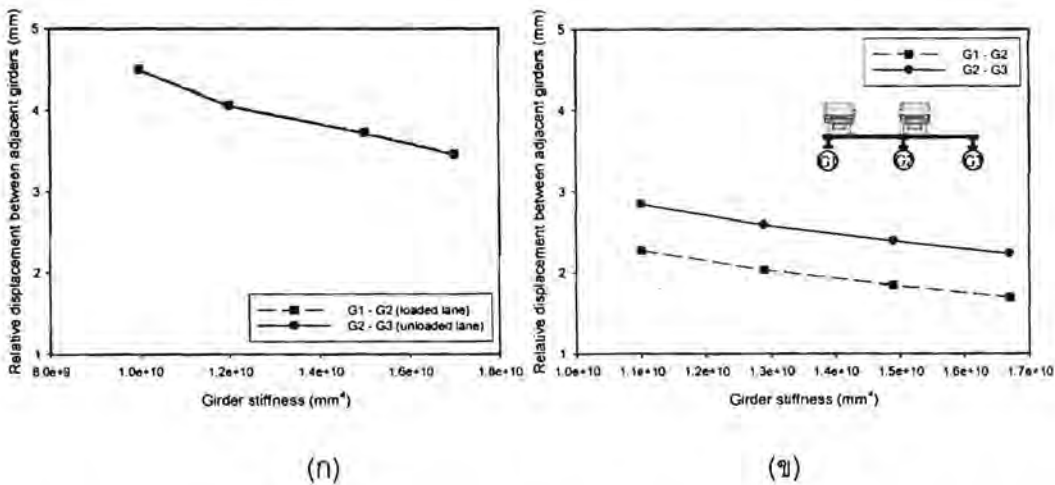 Relative displacement between adjacent girders (mm)
5
4
3
2
1
G1 - G2 (loaded lane)
G2 - G3 (unloaded lane)
8.0e+9 1.0e+10 1.2e+10 1.4e+10 1.6e+10 1.8e+10
Girder stiffness (mm⁴)
(ก)
Relative displacement between adjacent girders (mm)
5
4
3
2
1
G1 - G2
G2 - G3
1.0e+10 1.1e+10 1.2e+10 1.3e+10 1.4e+10 1.5e+10 1.6e+10 1.7e+10
Girder stiffness (mm⁴)
(ข)